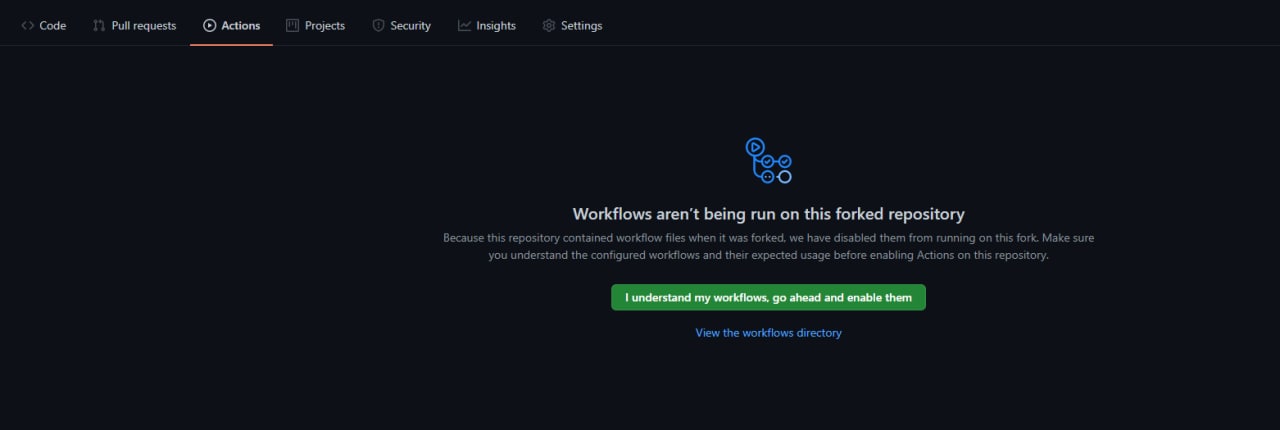 Code Pull requests Actions Projects Security Insights Settings
Workflows aren’t being run on this forked repository
Because this repository contained workflow files when it was forked, we have disabled them from running on this fork. Make sure
you understand the configured workflows and their expected usage before enabling Actions on this repository.
I understand my workflows, go ahead and enable them
View the workflows directory